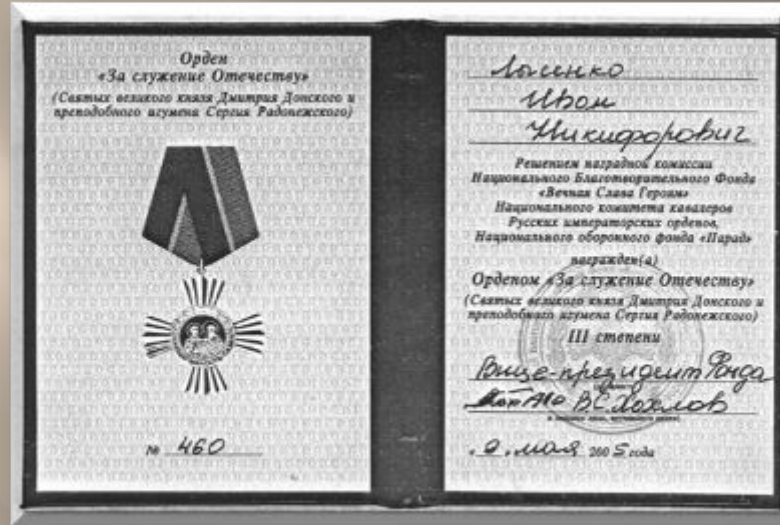 Орден
«За служение Отечеству»
(Святых великого князя Дмитрия Донского и
преподобного игумена Сергия Радонежского)
№ 460
Лысенко
Иван
Никифорович
Решением наградной комиссии
Национального Благотворительного Фонда
«Вечная Слава Героям»
Национального комитета кавалеров
Русских императорских орденов,
Национального оборонного фонда «Парад»
награжден(а)
Орденом «За служение Отечеству»
(Святых великого князя Дмитрия Донского и
преподобного игумена Сергия Радонежского)
III степени
Вице-президент Фонда
В.С. Хохлов
9 мая 2005 года